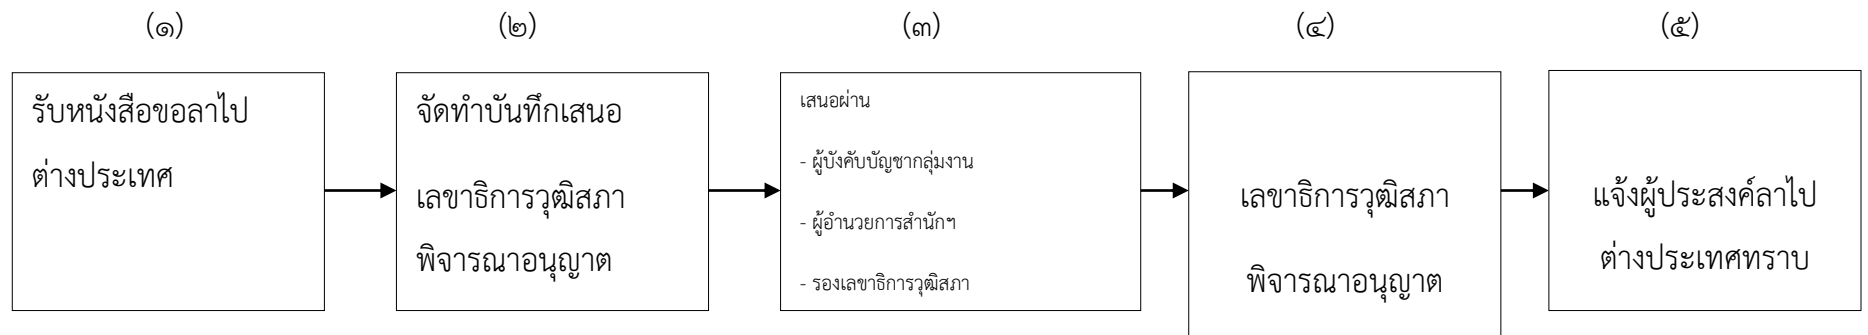 (๑) (๒) (๓) (๔) (๕)
รับหนังสือขอลาไป
ต่างประเทศ
จัดทำบันทึกเสนอ
เลขาธิการวุฒิสภา
พิจารณาอนุญาต
เสนอผ่าน
- ผู้บังคับบัญชากลุ่มงาน
- ผู้อำนวยการสำนักฯ
- รองเลขาธิการวุฒิสภา
เลขาธิการวุฒิสภา
พิจารณาอนุญาต
แจ้งผู้ประสงค์ลาไป
ต่างประเทศทราบ